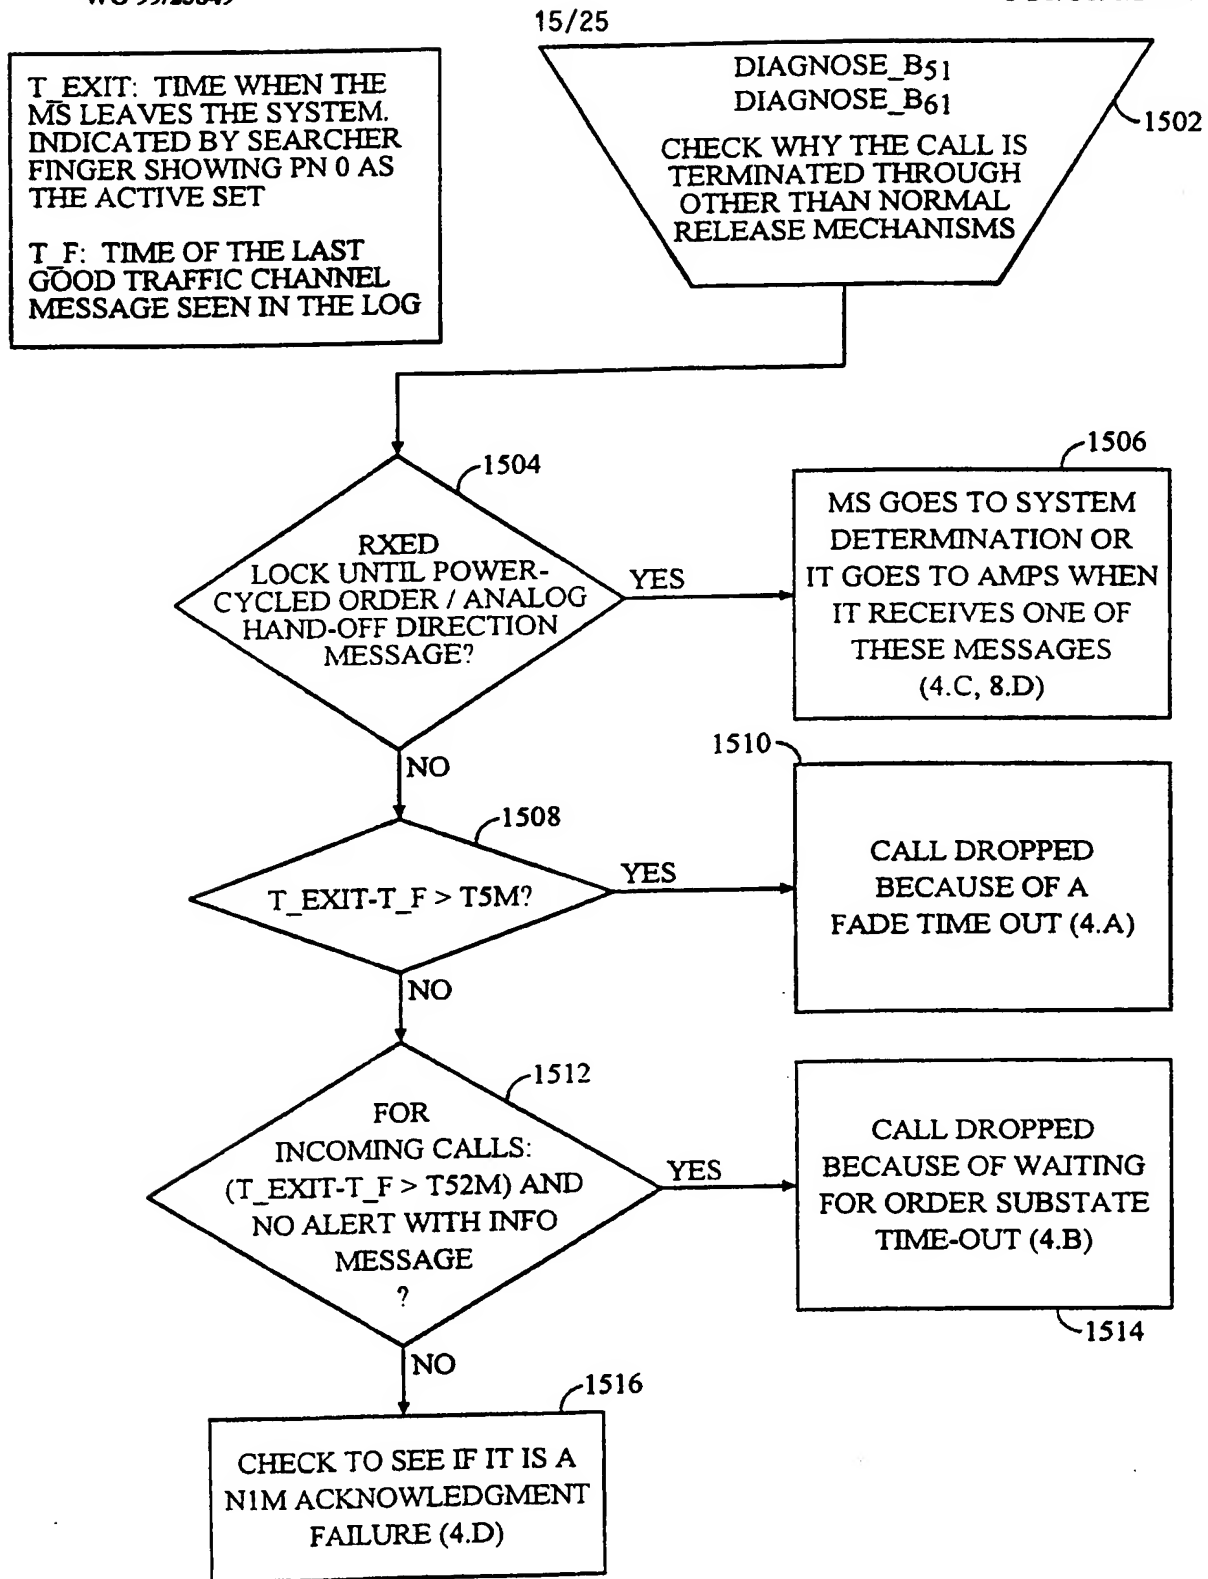 15/25
T_EXIT: TIME WHEN THE
MS LEAVES THE SYSTEM.
INDICATED BY SEARCHER
FINGER SHOWING PN 0 AS
THE ACTIVE SET
T_F: TIME OF THE LAST
GOOD TRAFFIC CHANNEL
MESSAGE SEEN IN THE LOG
DIAGNOSE_B51
DIAGNOSE_B61
CHECK WHY THE CALL IS
TERMINATED THROUGH
OTHER THAN NORMAL
RELEASE MECHANISMS
1502
1504
RXED
LOCK UNTIL POWER-
CYCLED ORDER / ANALOG
HAND-OFF DIRECTION
MESSAGE?
YES
1506
MS GOES TO SYSTEM
DETERMINATION OR
IT GOES TO AMPS WHEN
IT RECEIVES ONE OF
THESE MESSAGES
(4.C, 8.D)
NO
1508
T_EXIT-T_F > T5M?
YES
1510
CALL DROPPED
BECAUSE OF A
FADE TIME OUT (4.A)
NO
1512
FOR
INCOMING CALLS:
(T_EXIT-T_F > T52M) AND
NO ALERT WITH INFO
MESSAGE
?
YES
CALL DROPPED
BECAUSE OF WAITING
FOR ORDER SUBSTATE
TIME-OUT (4.B)
1514
NO
1516
CHECK TO SEE IF IT IS A
N1M ACKNOWLEDGMENT
FAILURE (4.D)